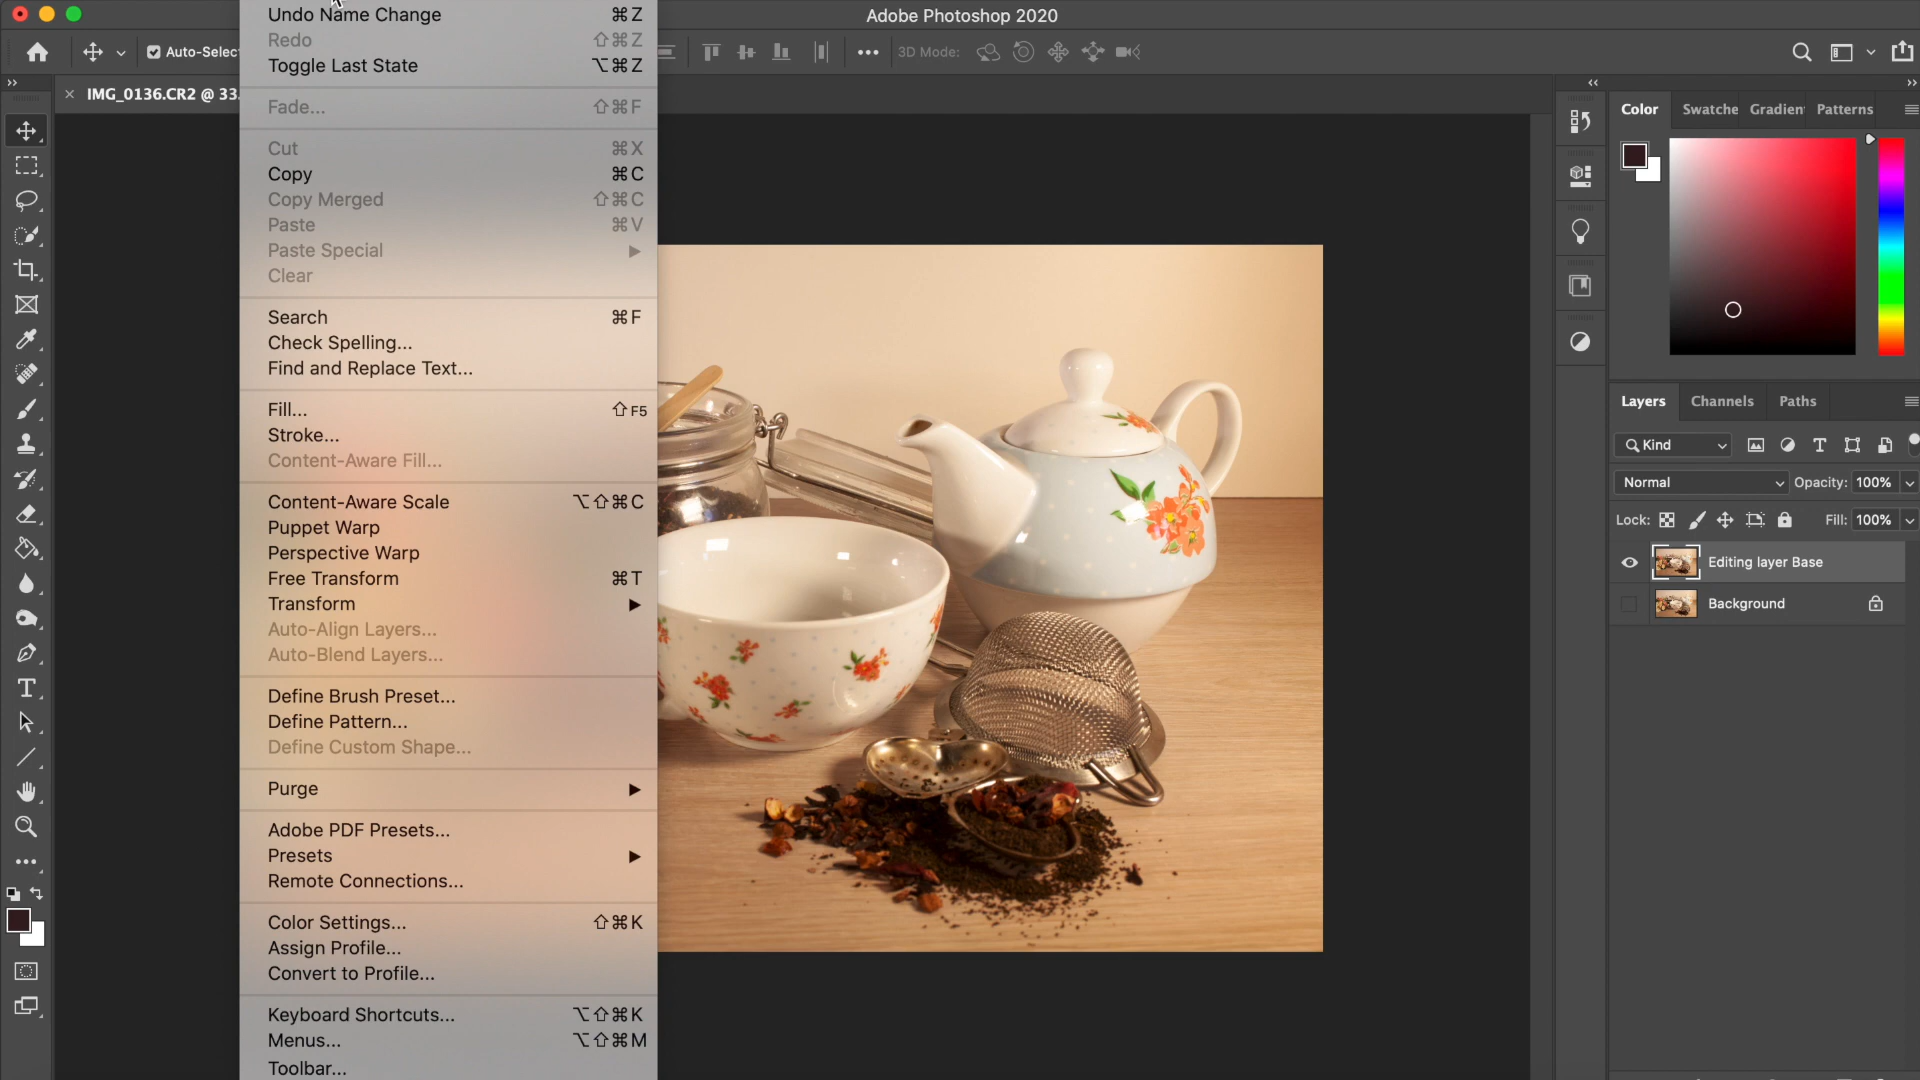 Adobe Photoshop 2020
Undo Name Change ⌘Z
Redo ⇧⌘Z
Toggle Last State ⌥⌘Z
Auto-Select
3D Mode:
IMG_0136.CR2 @ 33.
Fade... ⇧⌘F
Cut ⌘X
Copy ⌘C
Copy Merged ⇧⌘C
Paste ⌘V
Paste Special
Clear
Search ⌘F
Check Spelling...
Find and Replace Text...
Fill... ⇧F5
Stroke...
Content-Aware Fill...
Content-Aware Scale ⌥⇧⌘C
Puppet Warp
Perspective Warp
Free Transform ⌘T
Transform
Auto-Align Layers...
Auto-Blend Layers...
Define Brush Preset...
Define Pattern...
Define Custom Shape...
Purge
Adobe PDF Presets...
Presets
Remote Connections...
Color Settings... ⇧⌘K
Assign Profile...
Convert to Profile...
Keyboard Shortcuts... ⌥⇧⌘K
Menus... ⌥⇧⌘M
Toolbar...
Color Swatche Gradien Patterns
Layers Channels Paths
Kind
Normal Opacity: 100%
Lock: Fill: 100%
Editing layer Base
Background